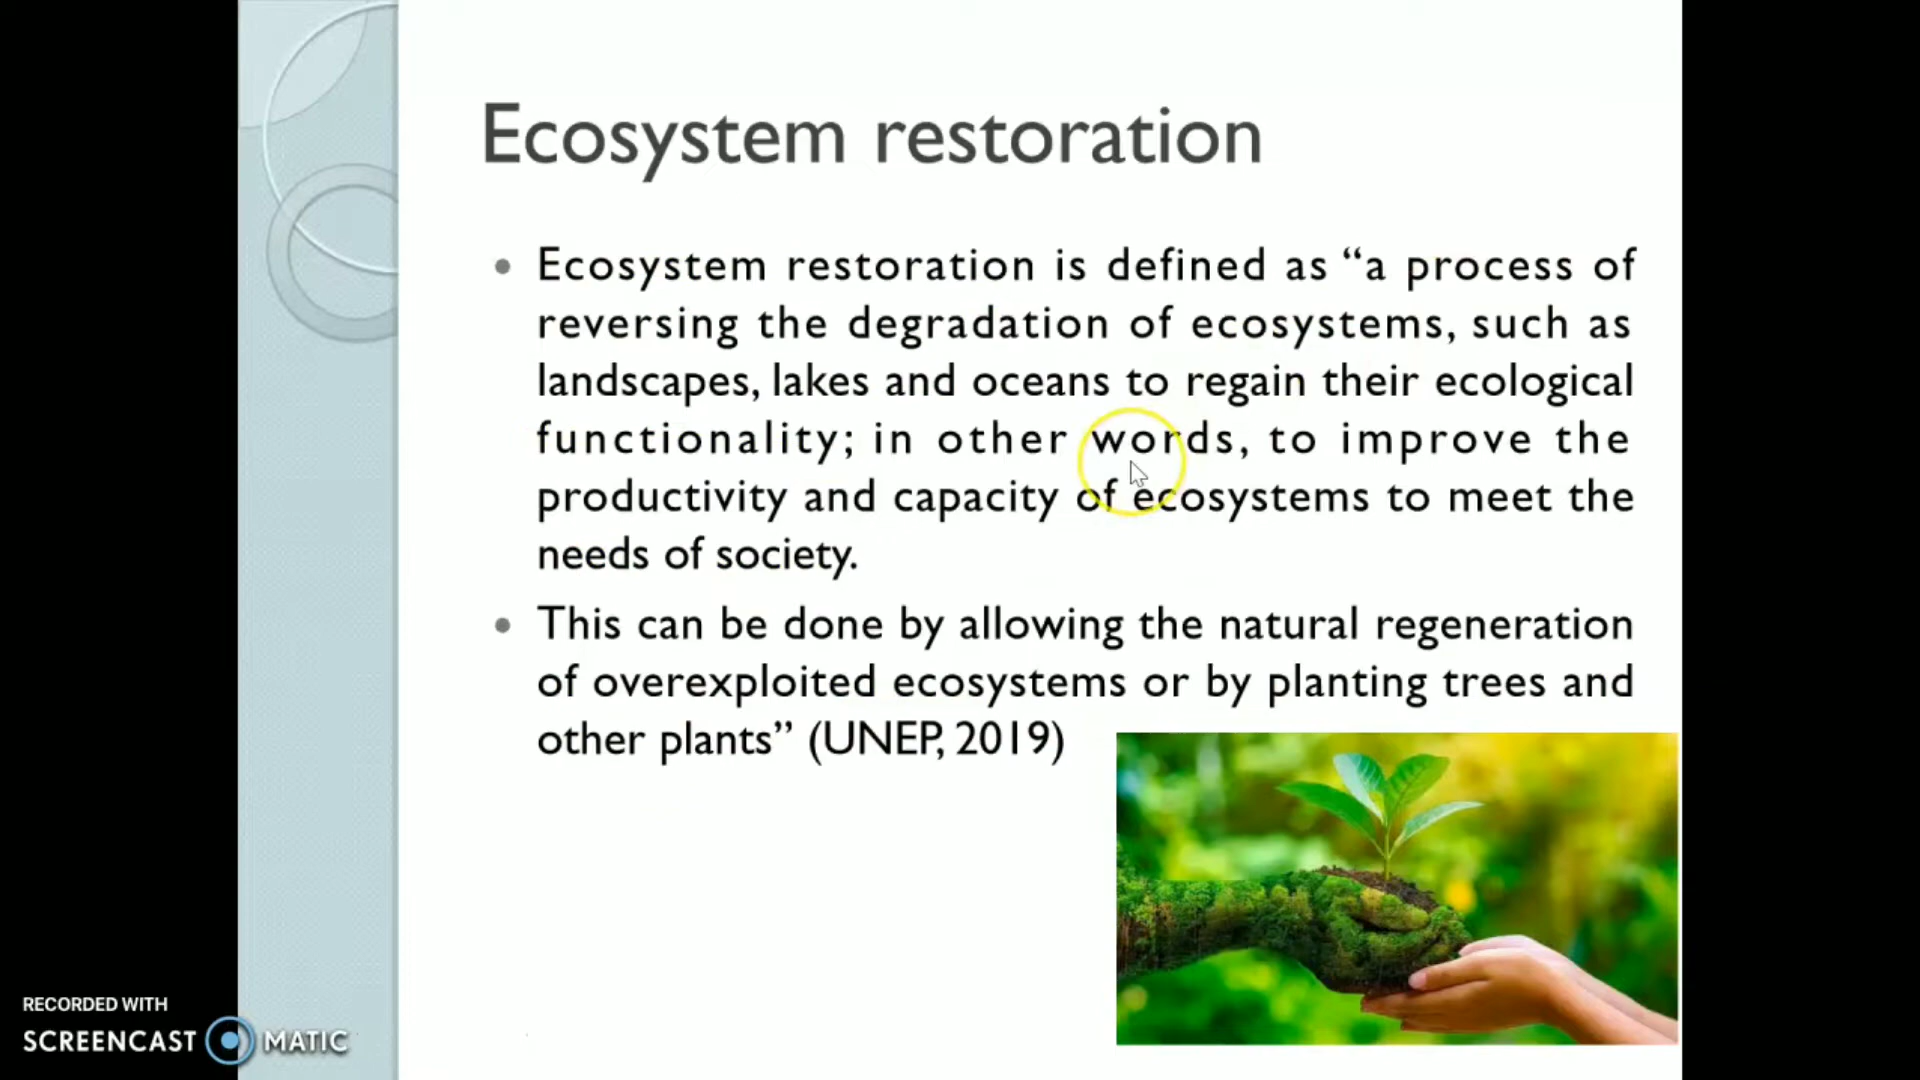 Ecosystem restoration
• Ecosystem restoration is defined as “a process of
reversing the degradation of ecosystems, such as
landscapes, lakes and oceans to regain their ecological
functionality; in other words, to improve the
productivity and capacity of ecosystems to meet the
needs of society.
• This can be done by allowing the natural regeneration
of overexploited ecosystems or by planting trees and
other plants” (UNEP, 2019)
RECORDED WITH
SCREENCAST MATIC